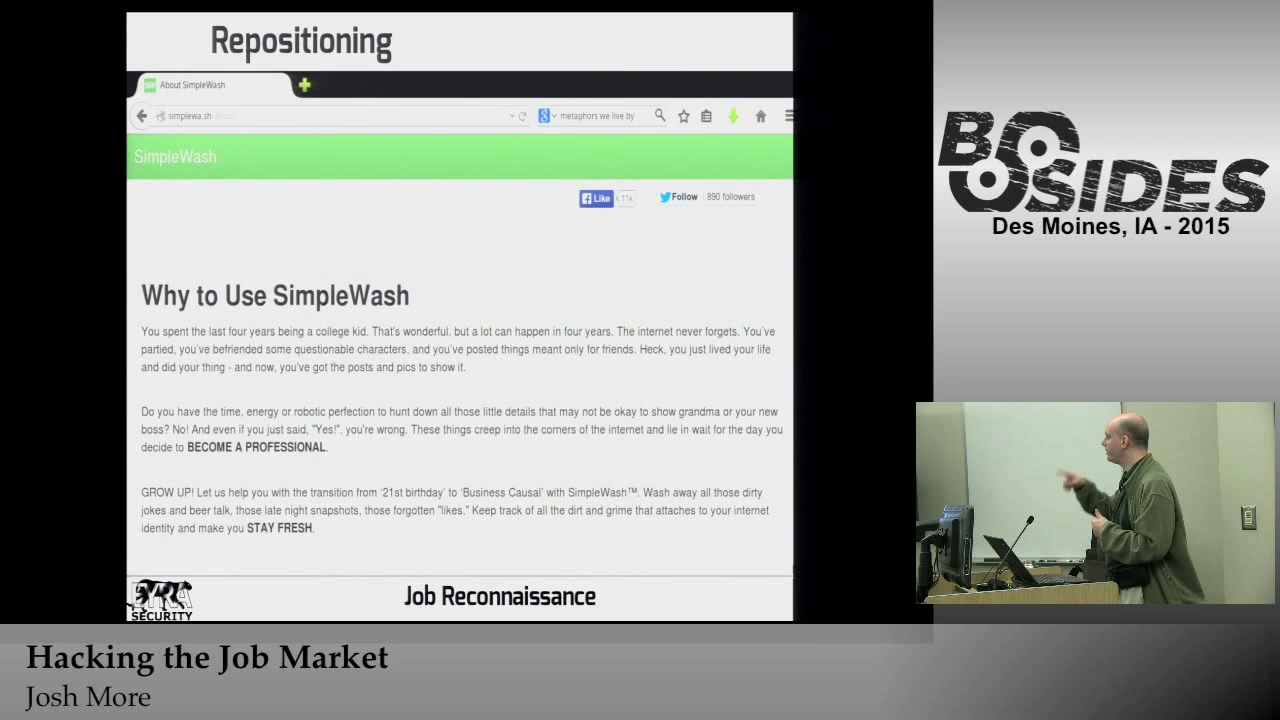 Repositioning
About SimpleWash
simplewa.sh/about
metaphors we live by
SimpleWash
Like
11k
Follow
890 followers
Why to Use SimpleWash
You spent the last four years being a college kid. That's wonderful, but a lot can happen in four years. The internet never forgets. You've
partied, you've befriended some questionable characters, and you've posted things meant only for friends. Heck, you just lived your life
and did your thing - and now, you've got the posts and pics to show it.
Do you have the time, energy or robotic perfection to hunt down all those little details that may not be okay to show grandma or your new
boss? No! And even if you just said, "Yes!", you're wrong. These things creep into the corners of the internet and lie in wait for the day you
decide to BECOME A PROFESSIONAL.
GROW UP! Let us help you with the transition from '21st birthday' to 'Business Causal' with SimpleWash™. Wash away all those dirty
jokes and beer talk, those late night snapshots, those forgotten "likes." Keep track of all the dirt and grime that attaches to your internet
identity and make you STAY FRESH.
EYRA
SECURITY
Job Reconnaissance
BSIDES
Des Moines, IA - 2015
Hacking the Job Market
Josh More